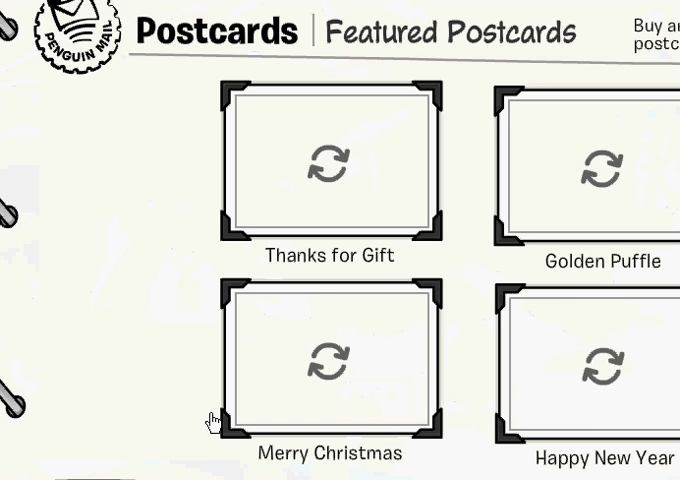 PENGUIN MAIL
Postcards
Featured Postcards
Buy
postc
Thanks for Gift
Golden Puffle
Merry Christmas
Happy New Year